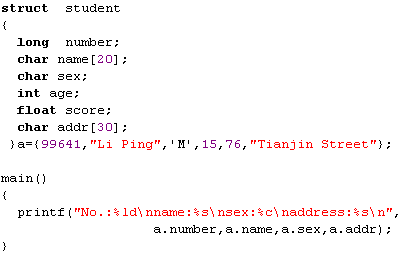 struct  student
{
  long  number;
  char name[20];
  char sex;
  int age;
  float score;
  char addr[30];
 }a={99641,"Li Ping",'M',15,76,"Tianjin Street"};

main()
{
  printf("No.:%ld\nname:%s\nsex:%c\naddress:%s\n",
                   a.number,a.name,a.sex,a.addr);
}